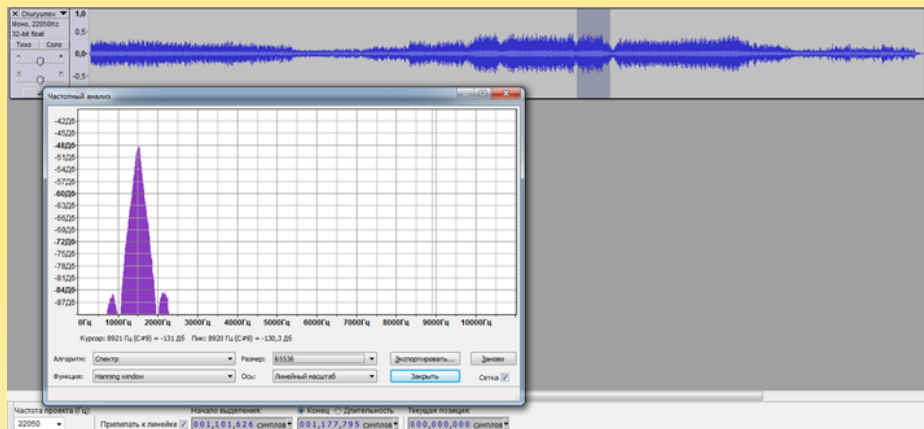 Churyumov
1,0
Моно, 22050Hz
32-bit float
0,5
Тихо Соло
0,0
-0,5
Частотный анализ
-42Дб
-45Дб
-48Дб
-51Дб
-54Дб
-57Дб
-60Дб
-63Дб
-66Дб
-69Дб
-72Дб
-75Дб
-78Дб
-81Дб
-84Дб
-87Дб
0Гц 1000Гц 2000Гц 3000Гц 4000Гц 5000Гц 6000Гц 7000Гц 8000Гц 9000Гц 10000Гц
Курсор: 8921 Гц (C#9) = -131 Дб Пик: 8920 Гц (C#9) = -130,3 Дб
Алгоритм: Спектр Размер: 65536 Экспортировать... Заново
Функция: Hanning window Ось: Линейный масштаб Закрыть Сетка
Частота проекта (Гц): Начало выделения: Конец Длительность Текущая позиция:
22050 Прилипать к линейке 001,101,626 сэмплов 001,177,795 сэмплов 000,000,000 сэмплов